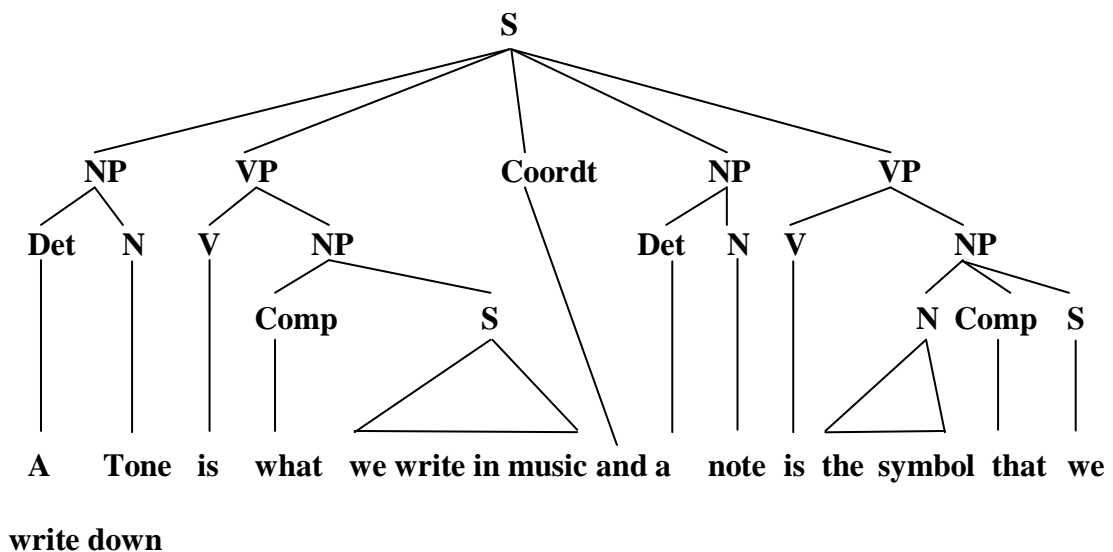 S
NP VP Coordt NP VP
Det N V NP Det N V NP
Comp S N Comp S
A Tone is what we write in music and a note is the symbol that we
write down